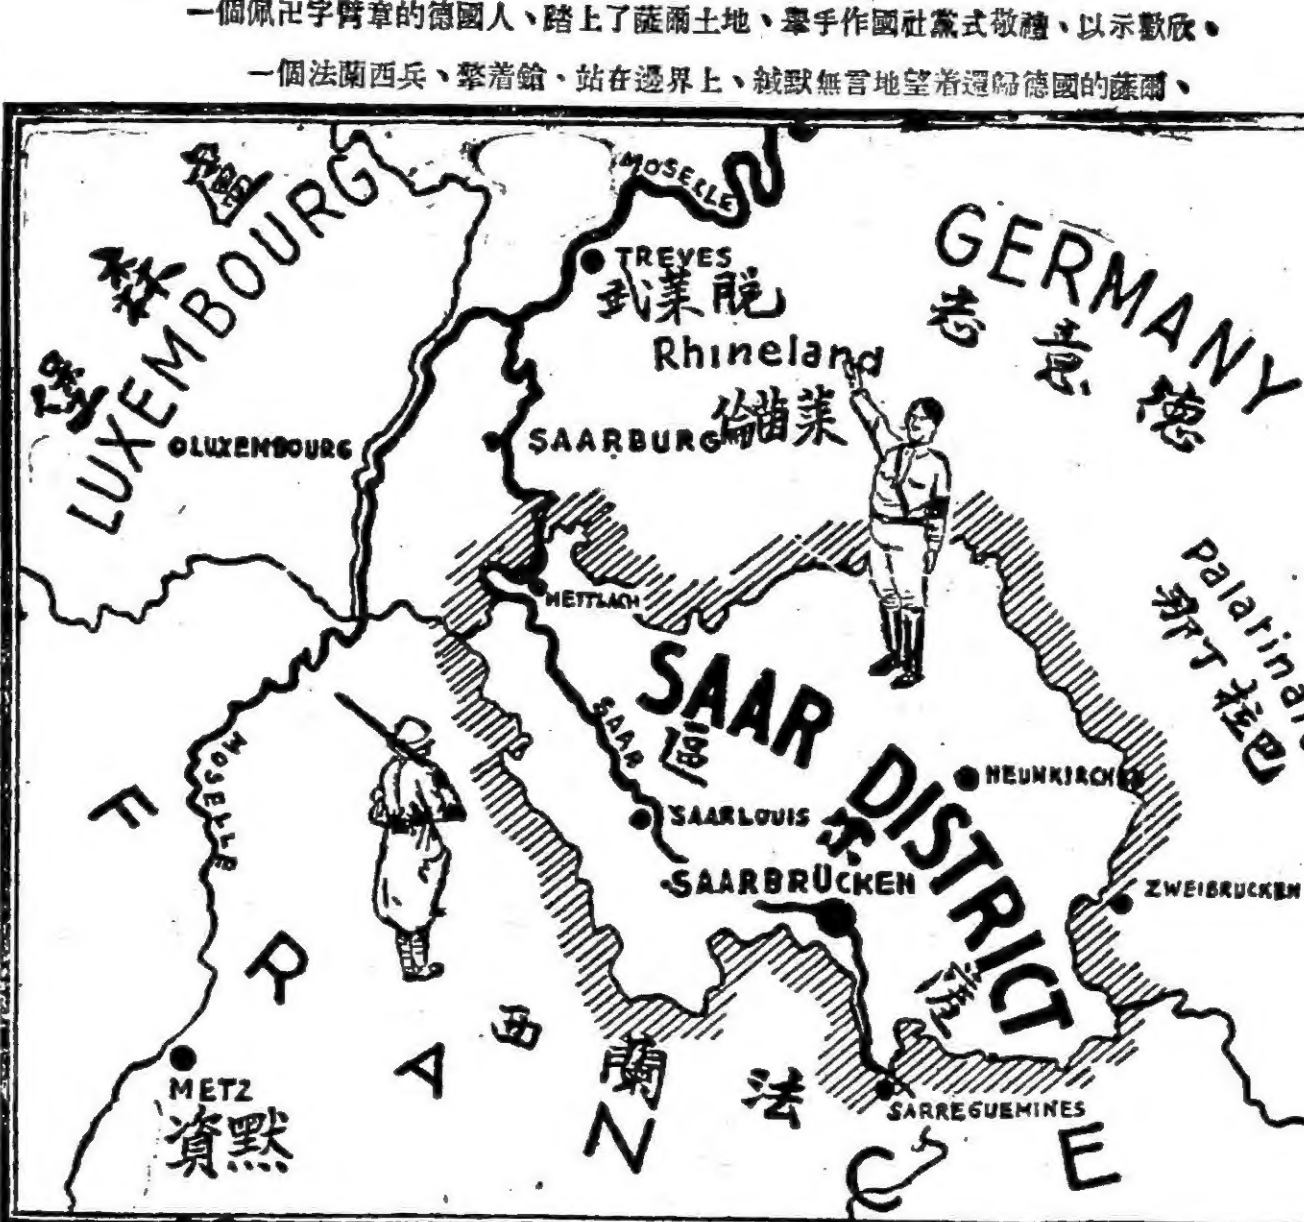 一個佩卍字臂章的德國人、踏上了薩爾土地、舉手作國社黨式敬禮、以示歡欣。
一個法蘭西兵、擎着鎗、站在邊界上、緘默無言地望着還歸德國的薩爾、
盧森堡
LUXEMBOURG
MOSELLE
TREVES
武萊脱
GERMANY
志意德
Rhineland
倫茵萊
OLUXEMBOURG
SAARBURG
Palatina
那丁拉巴
METTLACH
SAAR DISTRICT
區爾薩
SAAR
MOSELLE
NEUNKIRCHEN
SAARLOUIS
SAARBRÜCKEN
ZWEIBRUCKEN
FRANCE
西蘭法
METZ
資默
SARREGUEMINES